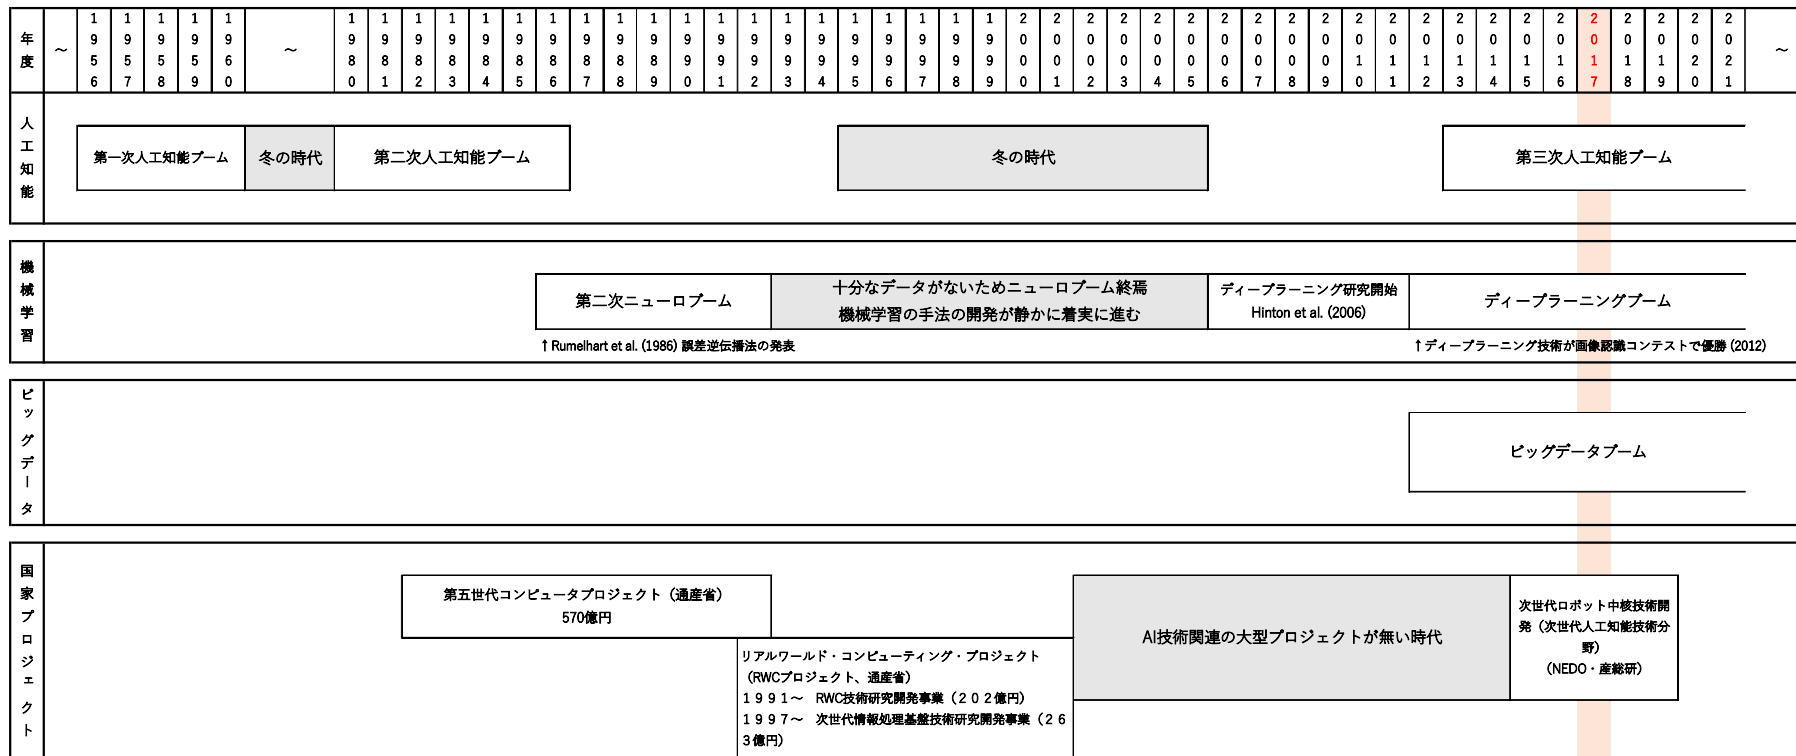 年度 ～ 1956 1957 1958 1959 1960 ～ 1980 1981 1982 1983 1984 1985 1986 1987 1988 1989 1990 1991 1992 1993 1994 1995 1996 1997 1998 1999 2000 2001 2002 2003 2004 2005 2006 2007 2008 2009 2010 2011 2012 2013 2014 2015 2016 2017 2018 2019 2020 2021 ～
人工知能
第一次人工知能ブーム
冬の時代
第二次人工知能ブーム
冬の時代
第三次人工知能ブーム
機械学習
第二次ニューロブーム
十分なデータがないためニューロブーム終焉
機械学習の手法の開発が静かに着実に進む
ディープラーニング研究開始
Hinton et al. (2006)
ディープラーニングブーム
↑Rumelhart et al. (1986) 誤差逆伝播法の発表
↑ディープラーニング技術が画像認識コンテストで優勝 (2012)
ビッグデータ
ビッグデータブーム
国家プロジェクト
第五世代コンピュータプロジェクト（通産省）
570億円
リアルワールド・コンピューティング・プロジェクト
（RWCプロジェクト、通産省）
１９９１～　RWC技術研究開発事業（２０２億円）
１９９７～　次世代情報処理基盤技術研究開発事業（２６
３億円）
AI技術関連の大型プロジェクトが無い時代
次世代ロボット中核技術開
発（次世代人工知能技術分
野）
（NEDO・産総研）